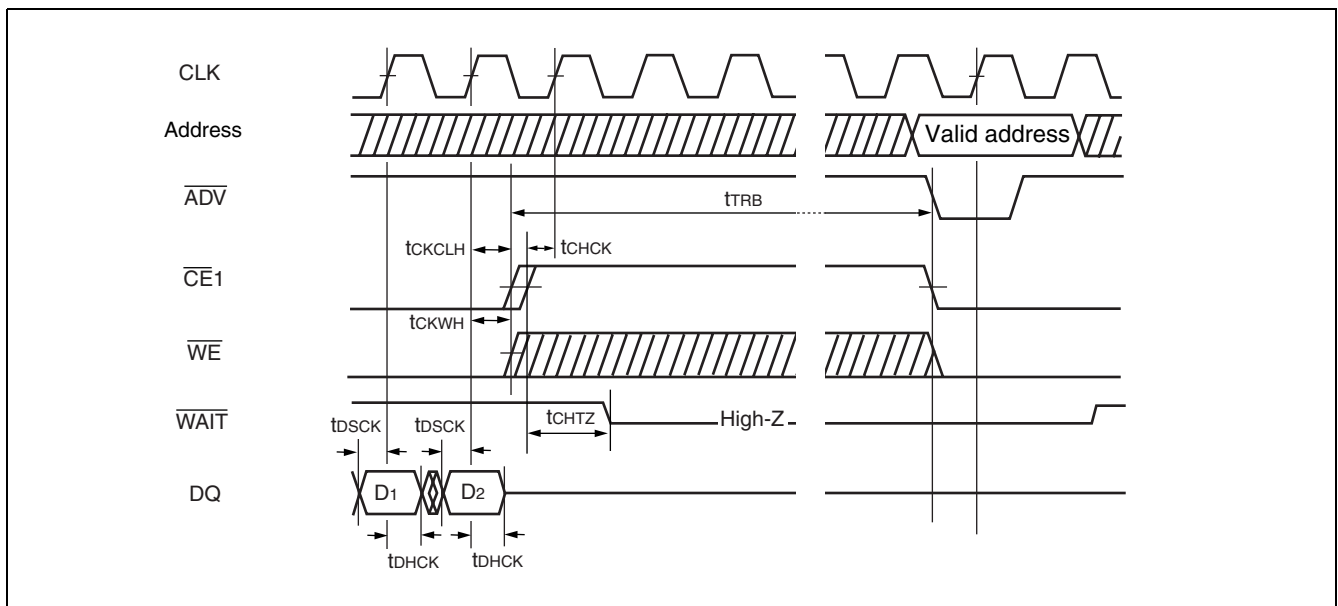 CLK
Address
Valid address
ADV
tTRB
tCKCLH
tCHCK
CE1
tCKWH
WE
WAIT
tCHTZ
High-Z
tDSCK
tDSCK
DQ
D1
D2
tDHCK
tDHCK